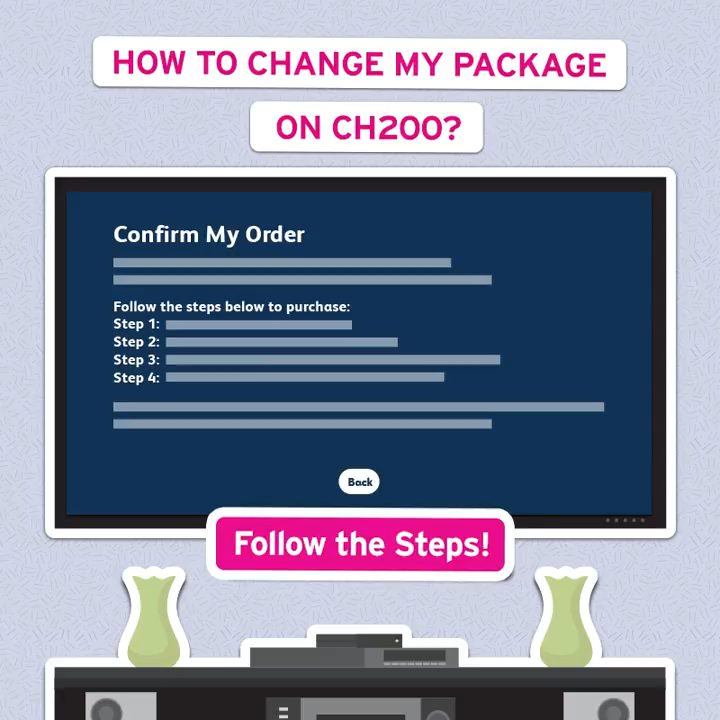 HOW TO CHANGE MY PACKAGE
ON CH200?
Confirm My Order
Follow the steps below to purchase:
Step 1:
Step 2:
Step 3:
Step 4:
Back
Follow the Steps!